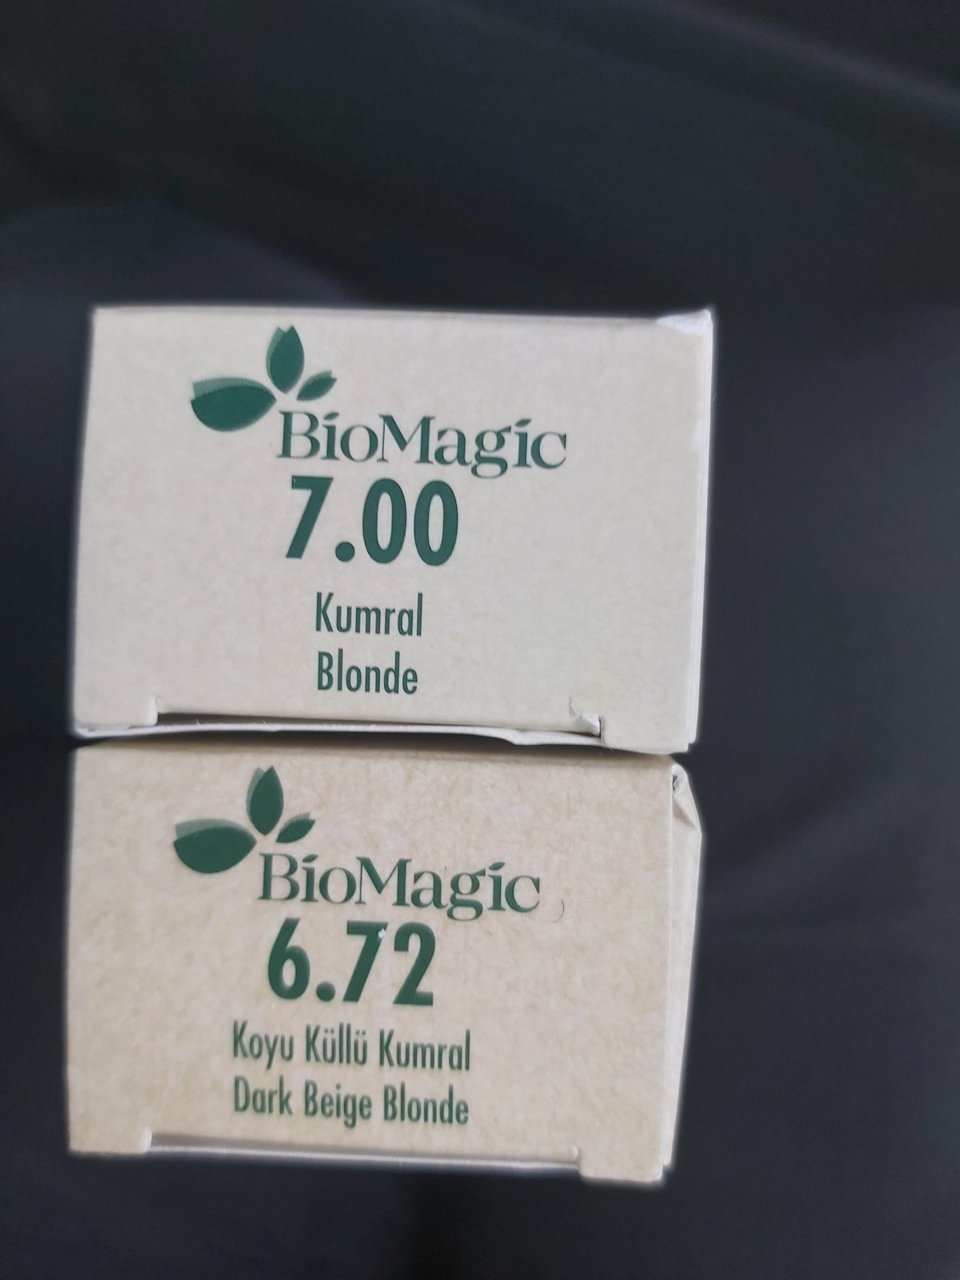 BioMagic
7.00
Kumral
Blonde
BioMagic
6.72
Koyu Küllü Kumral
Dark Beige Blonde